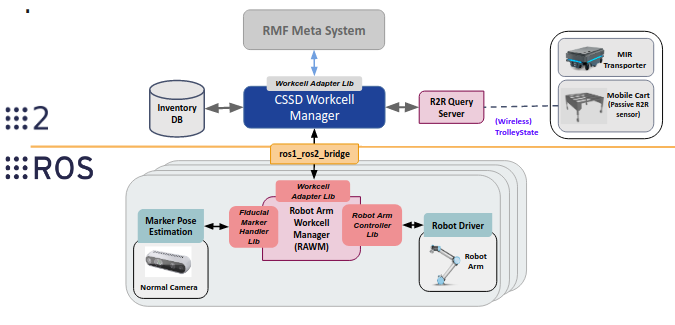 RMF Meta System
Workcell Adapter Lib
CSSD Workcell
Manager
Inventory
DB
R2R Query
Server
(Wireless)
TrolleyState
MIR
Transporter
Mobile Cart
(Passive R2R
sensor)
2
ros1_ros2_bridge
ROS
Workcell
Adapter Lib
Marker Pose
Estimation
Fiducial
Marker
Handler
Lib
Robot Arm
Workcell
Manager
(RAWM)
Robot Arm
Controller
Lib
Robot Driver
Normal Camera
Robot
Arm